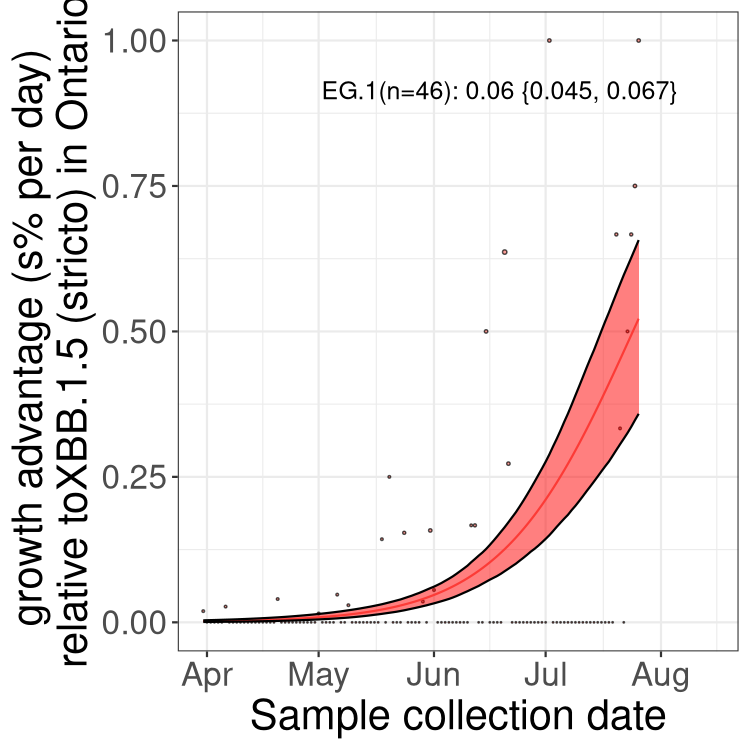 growth advantage (s% per day)
relative toXBB.1.5 (stricto) in Ontario
1.00
0.75
0.50
0.25
0.00
EG.1(n=46): 0.06 {0.045, 0.067}
Apr May Jun Jul Aug
Sample collection date